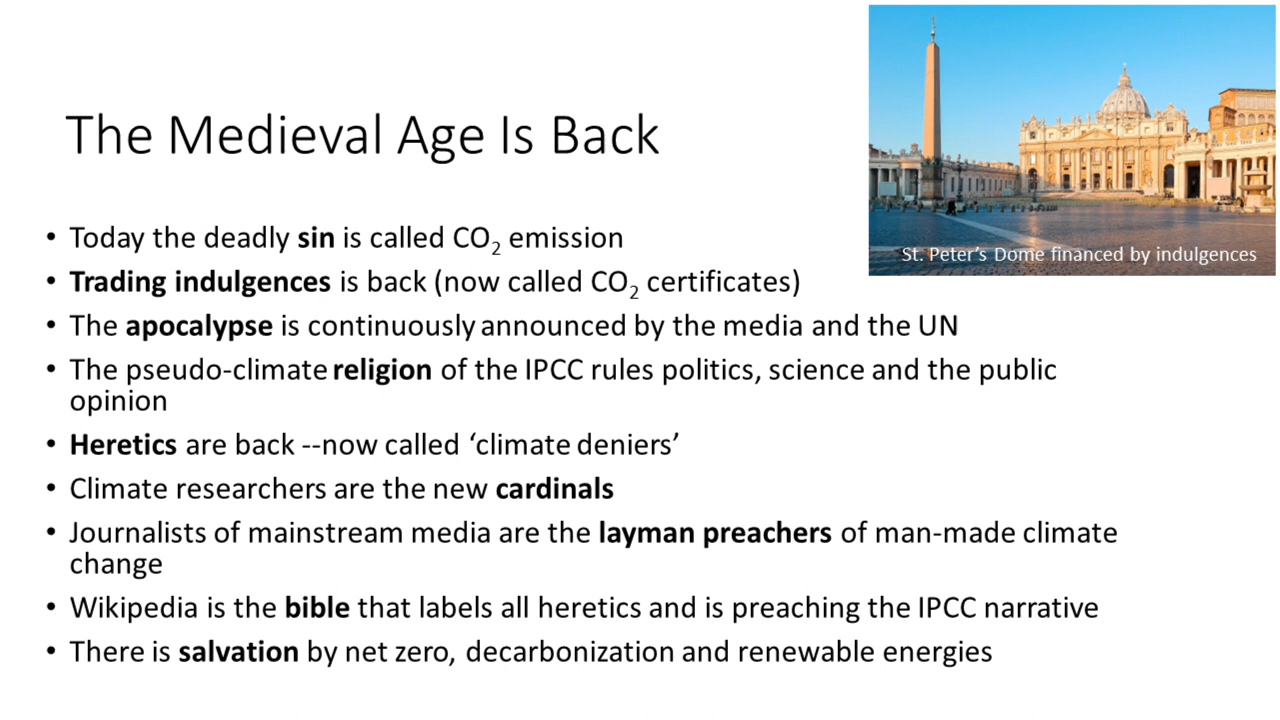 The Medieval Age Is Back
St. Peter's Dome financed by indulgences
• Today the deadly sin is called CO₂ emission
• Trading indulgences is back (now called CO₂ certificates)
• The apocalypse is continuously announced by the media and the UN
• The pseudo-climate religion of the IPCC rules politics, science and the public
opinion
• Heretics are back --now called ‘climate deniers’
• Climate researchers are the new cardinals
• Journalists of mainstream media are the layman preachers of man-made climate
change
• Wikipedia is the bible that labels all heretics and is preaching the IPCC narrative
• There is salvation by net zero, decarbonization and renewable energies